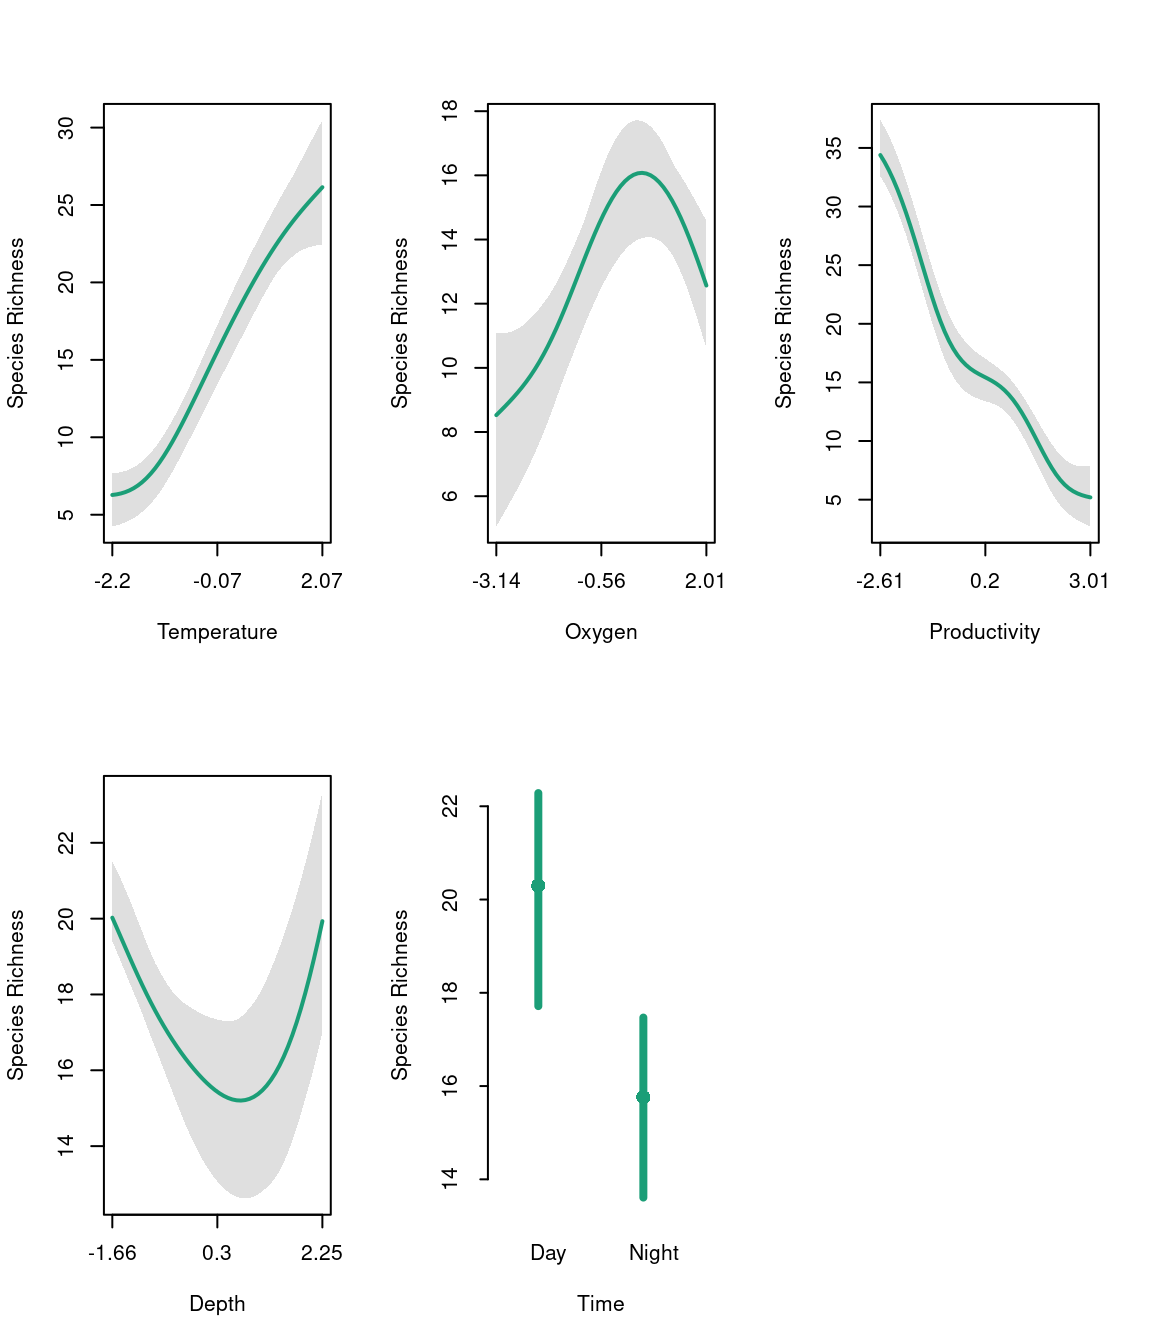 Species Richness
30
25
20
15
10
5
-2.2 -0.07 2.07
Temperature
Species Richness
18
16
14
12
10
8
6
-3.14 -0.56 2.01
Oxygen
Species Richness
35
30
25
20
15
10
5
-2.61 0.2 3.01
Productivity
Species Richness
22
20
18
16
14
-1.66 0.3 2.25
Depth
Species Richness
22
20
18
16
14
Day Night
Time